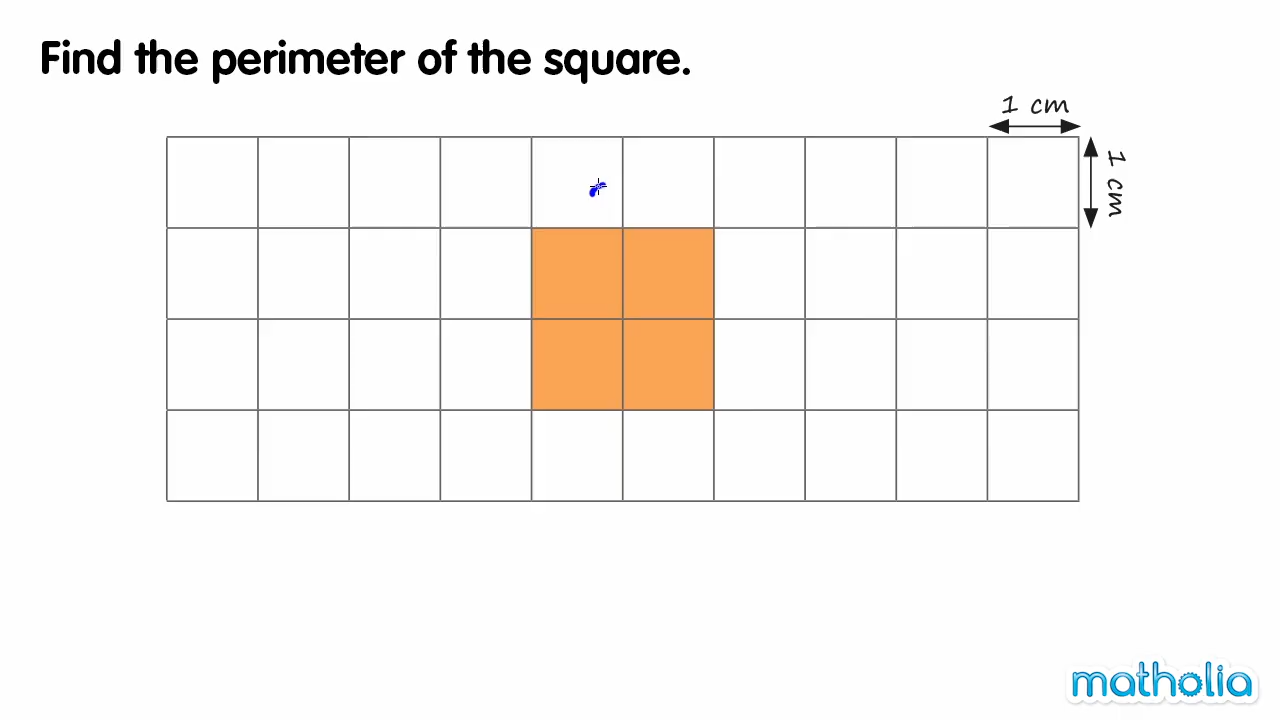 Find the perimeter of the square.
1 cm
1 cm
matholia